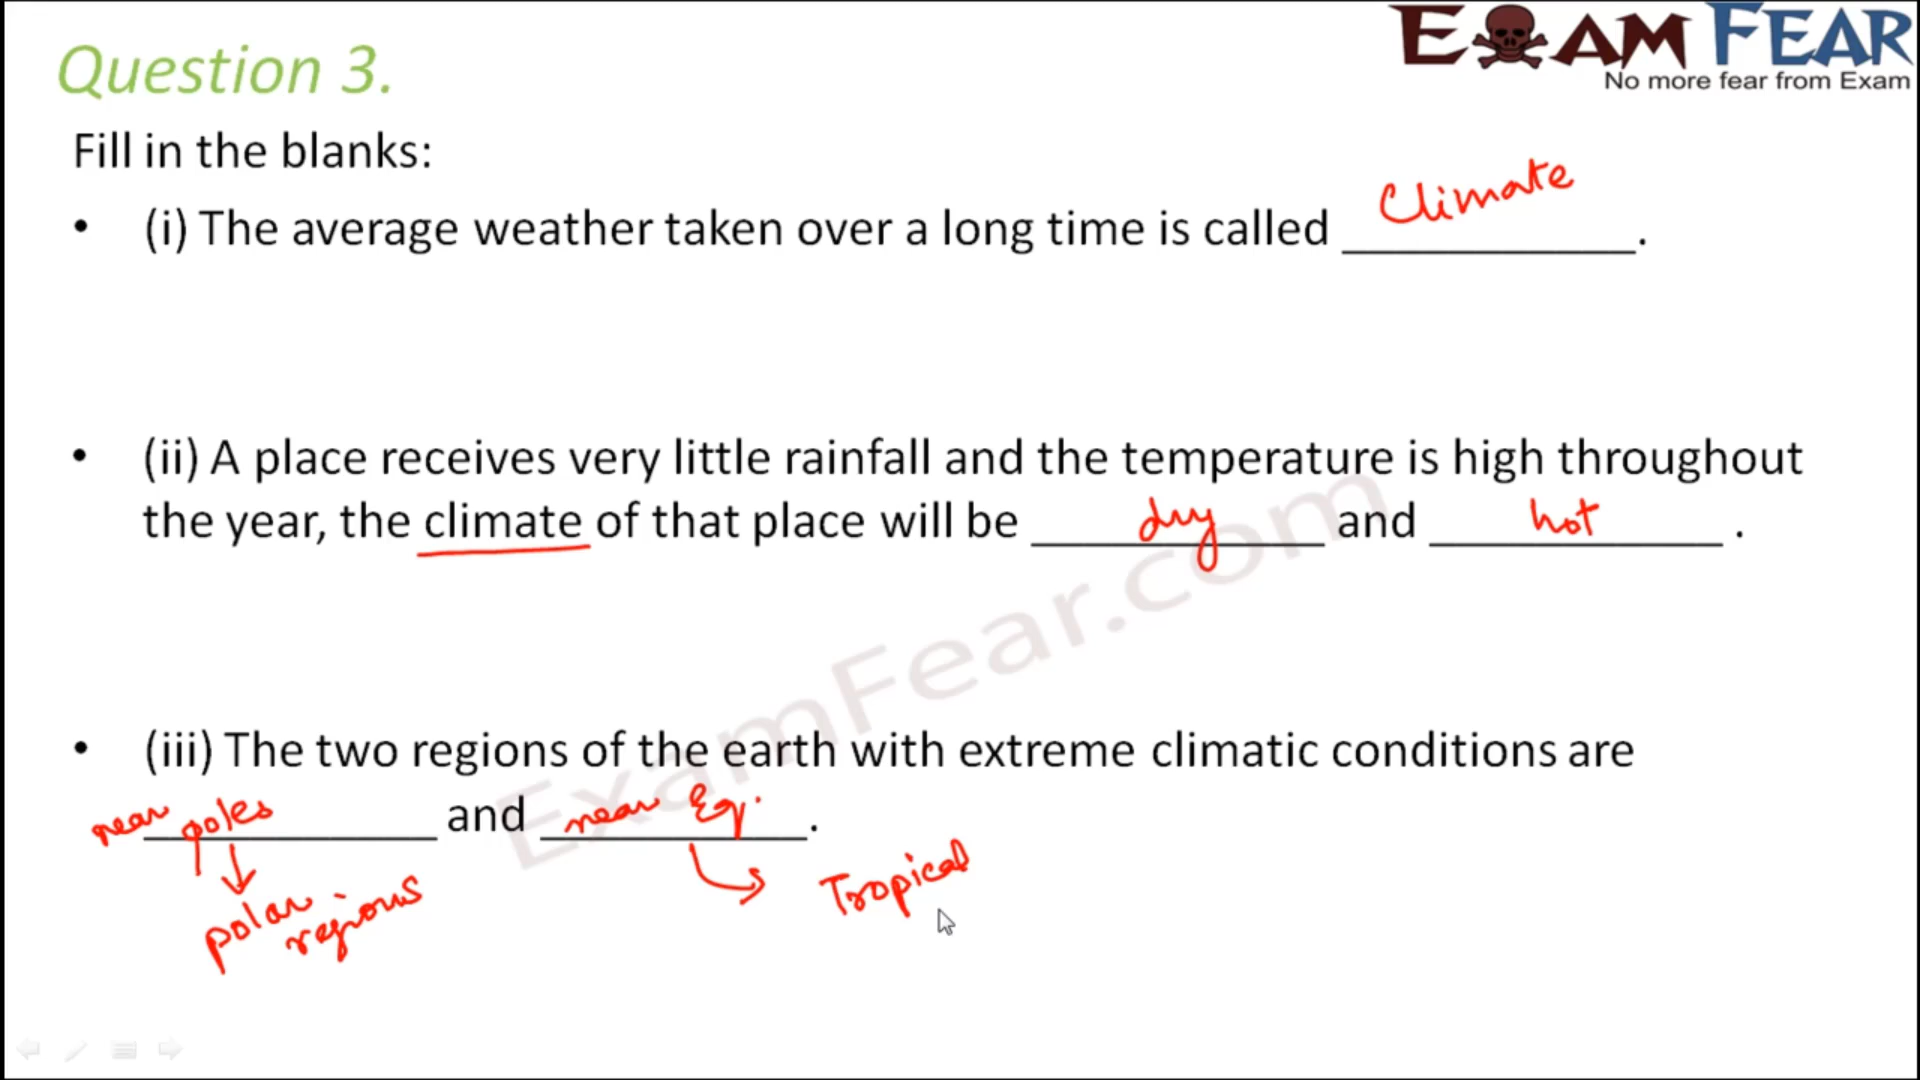 Question 3.
EXAM FEAR
No more fear from Exam
Fill in the blanks:
Climate
• (i) The average weather taken over a long time is called ____________.
• (ii) A place receives very little rainfall and the temperature is high throughout
the year, the climate of that place will be ____dry____ and ____hot____ .
• (iii) The two regions of the earth with extreme climatic conditions are
near poles and near Eq. .
polar regions
Tropical
ExamFear.com